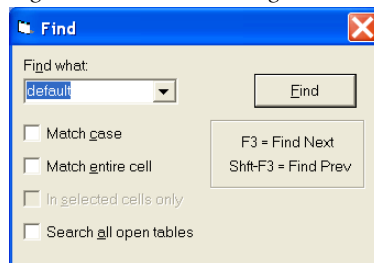 Find
Find what:
default
Find
Match case
Match entire cell
In selected cells only
Search all open tables
F3 = Find Next
Shft-F3 = Find Prev